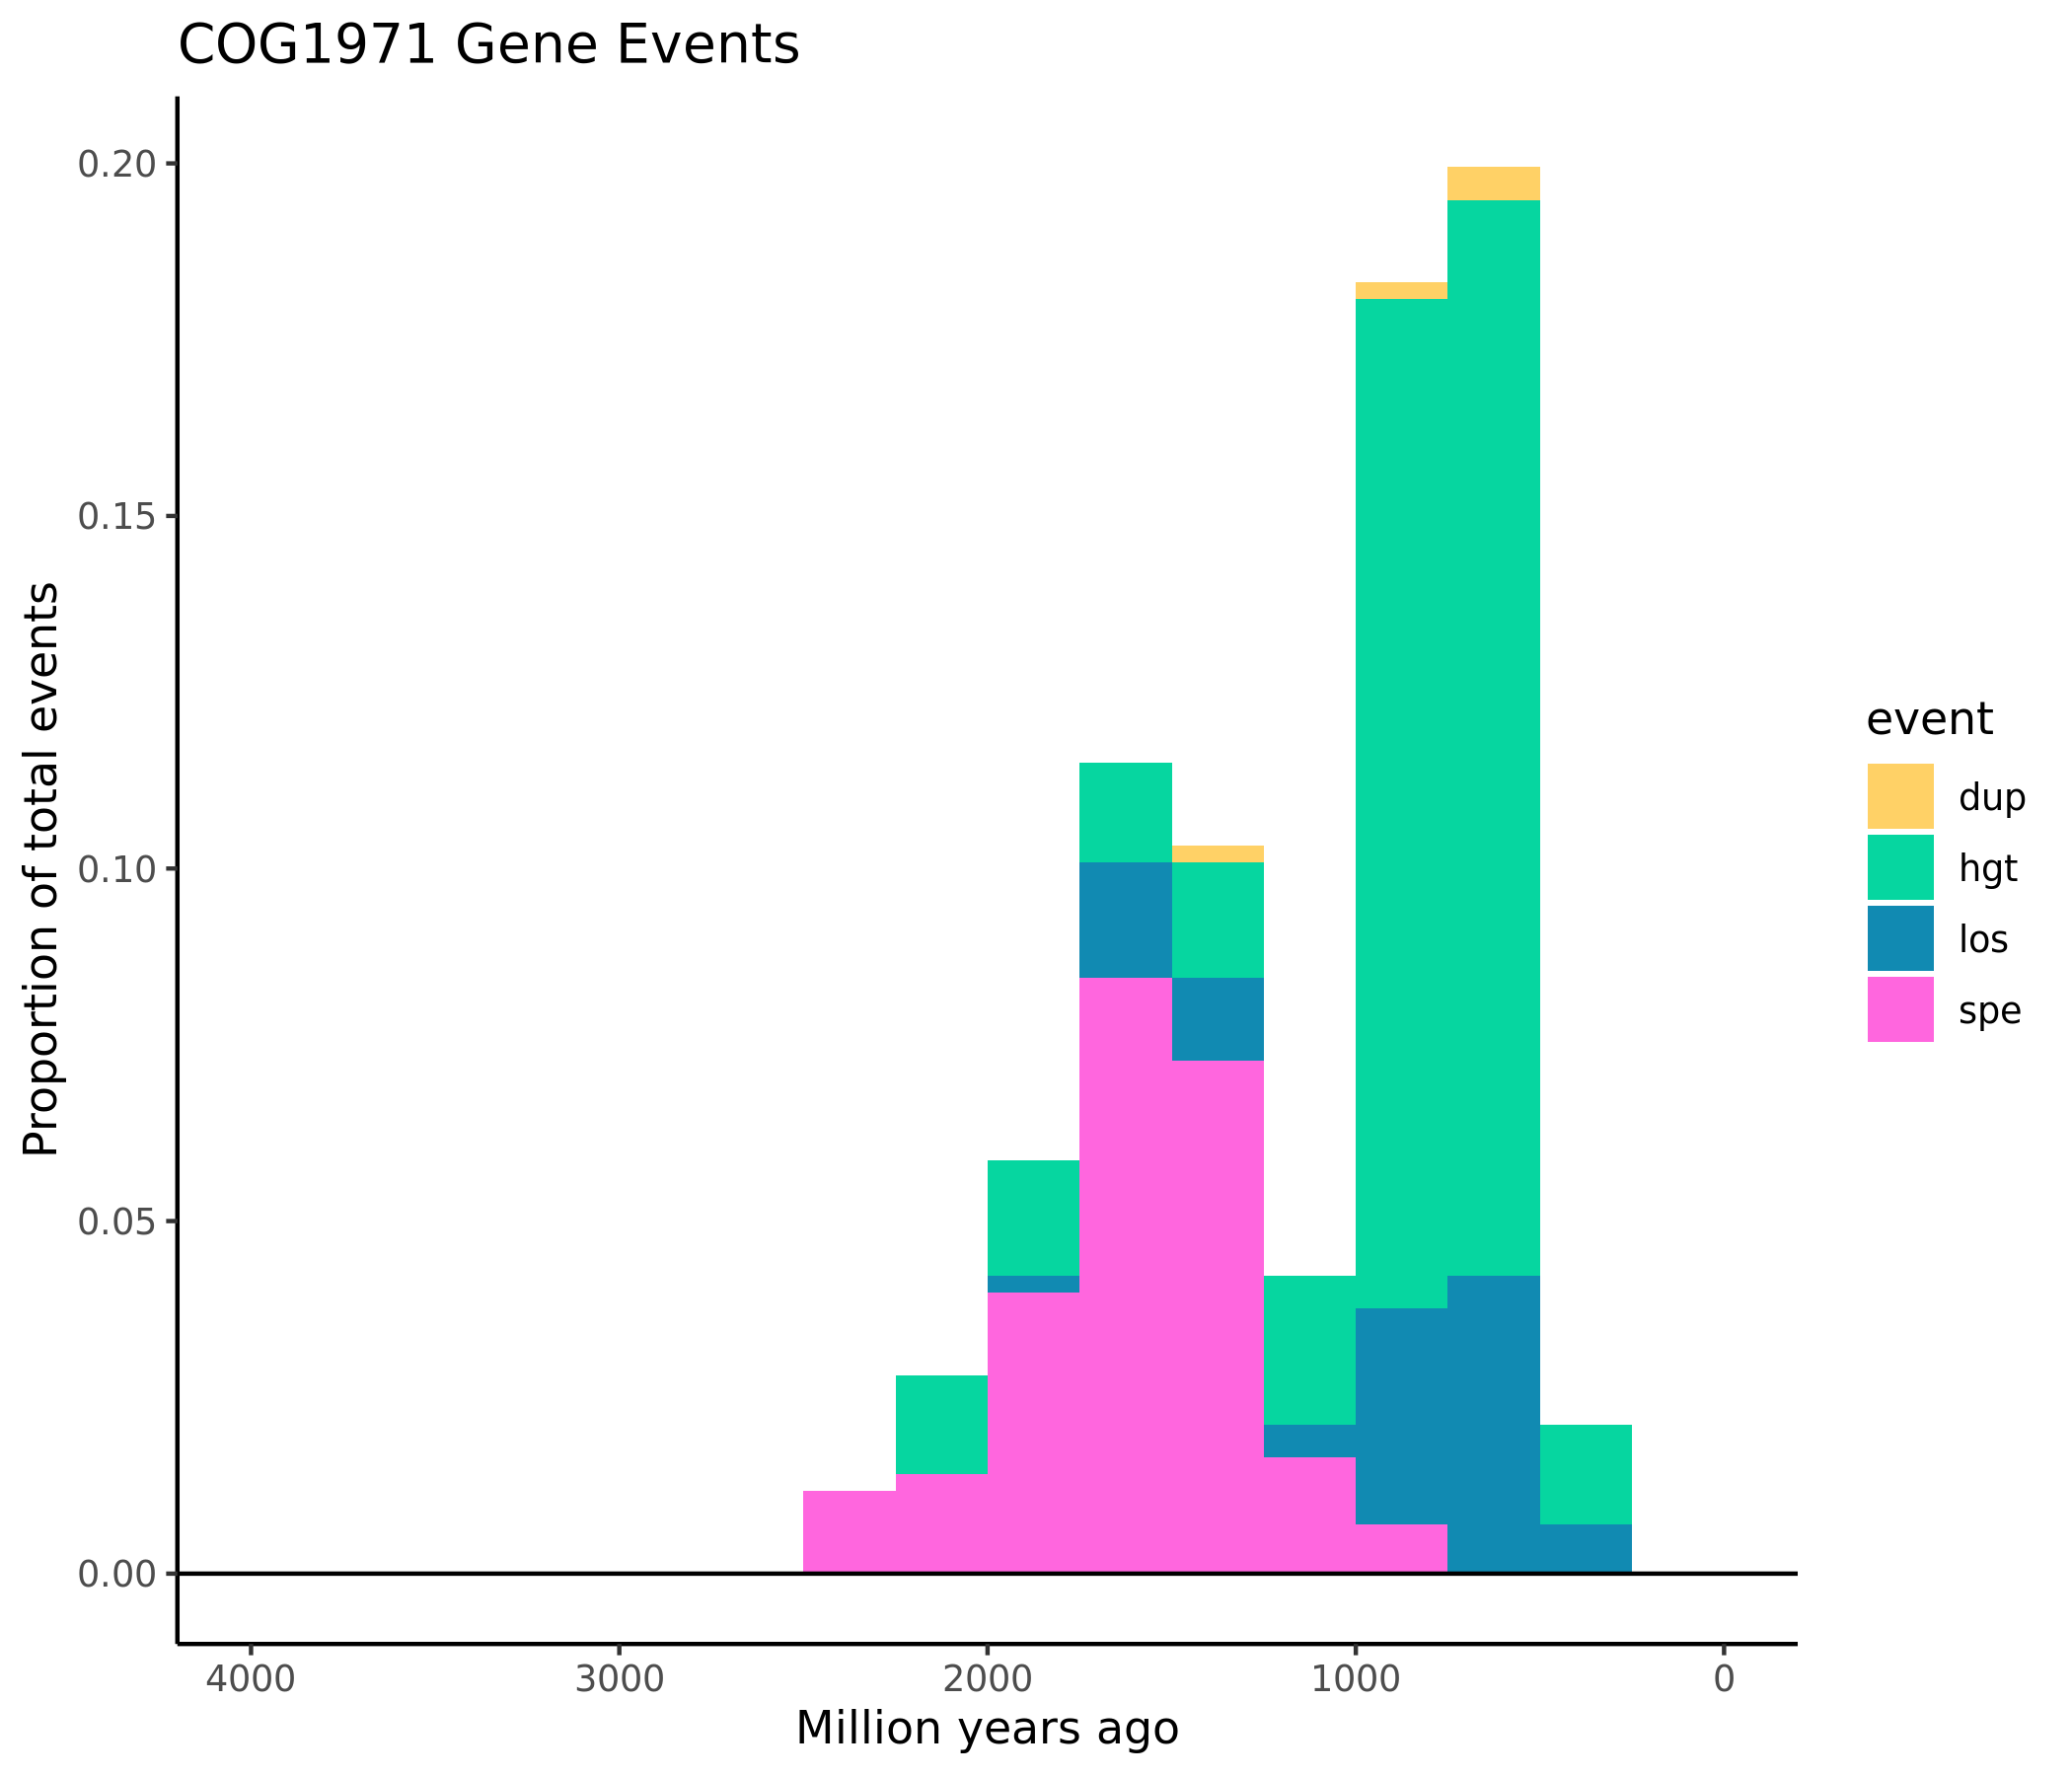 COG1971 Gene Events
Proportion of total events
0.20
0.15
0.10
0.05
0.00
4000 3000 2000 1000 0
Million years ago
event
dup
hgt
los
spe